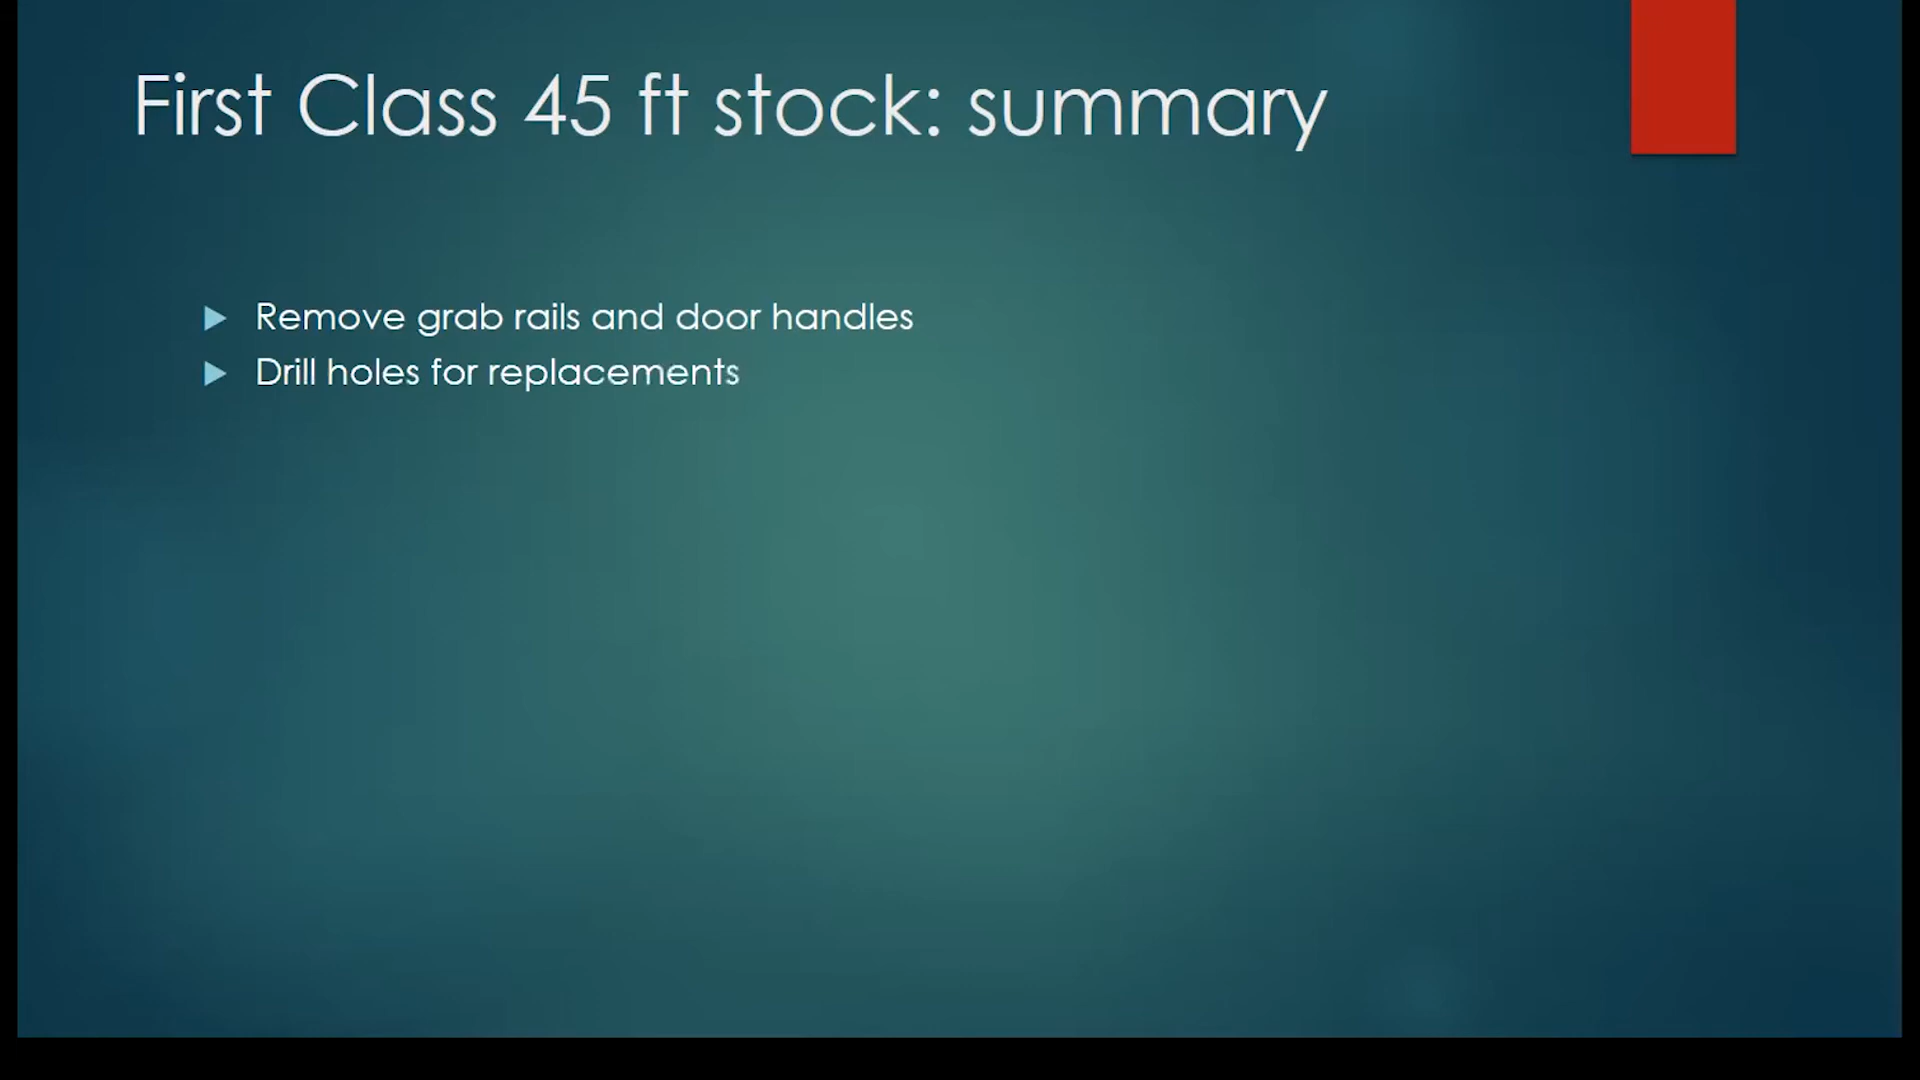 First Class 45 ft stock: summary
Remove grab rails and door handles
Drill holes for replacements